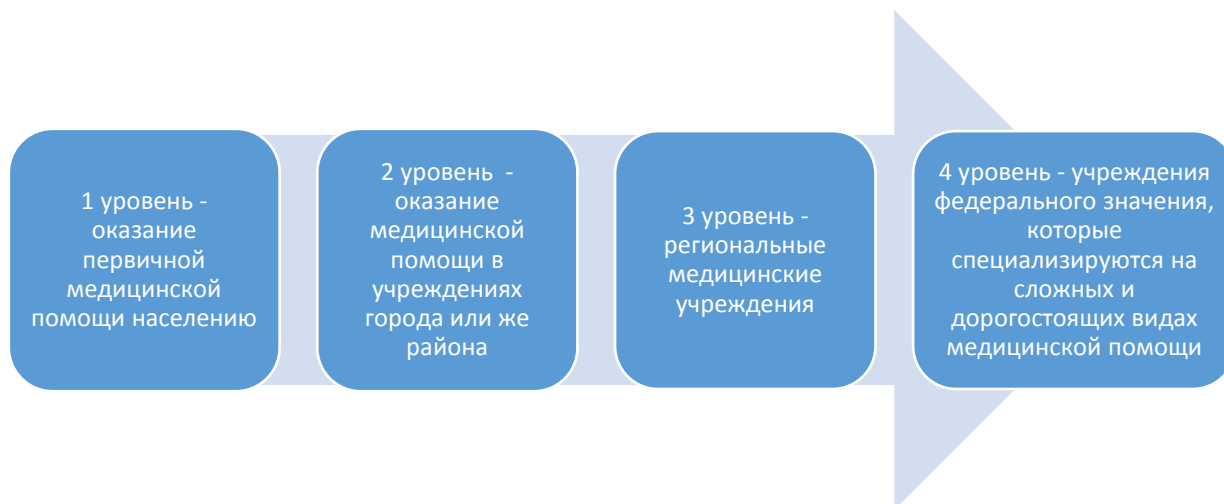 1 уровень -
оказание
первичной
медицинской
помощи населению
2 уровень  -
оказание
медицинской
помощи в
учреждениях
города или же
района
3 уровень -
региональные
медицинские
учреждения
4 уровень - учреждения
федерального значения,
которые
специализируются на
сложных и
дорогостоящих видах
медицинской помощи